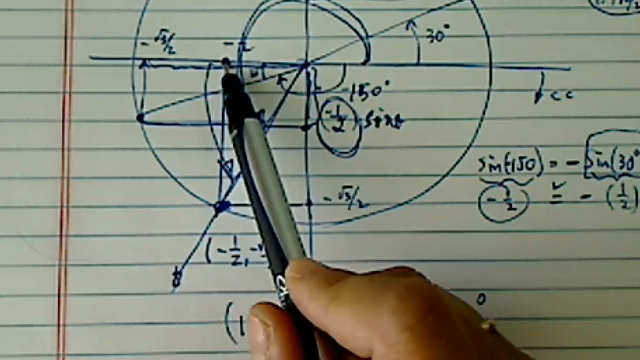 -√3/2
-1/2
30°
-150°
cc
(-1/2) sin
sin(150) = - sin(30°
-1/2 = - (1/2)
-√3/2
(-1/2, -
(1